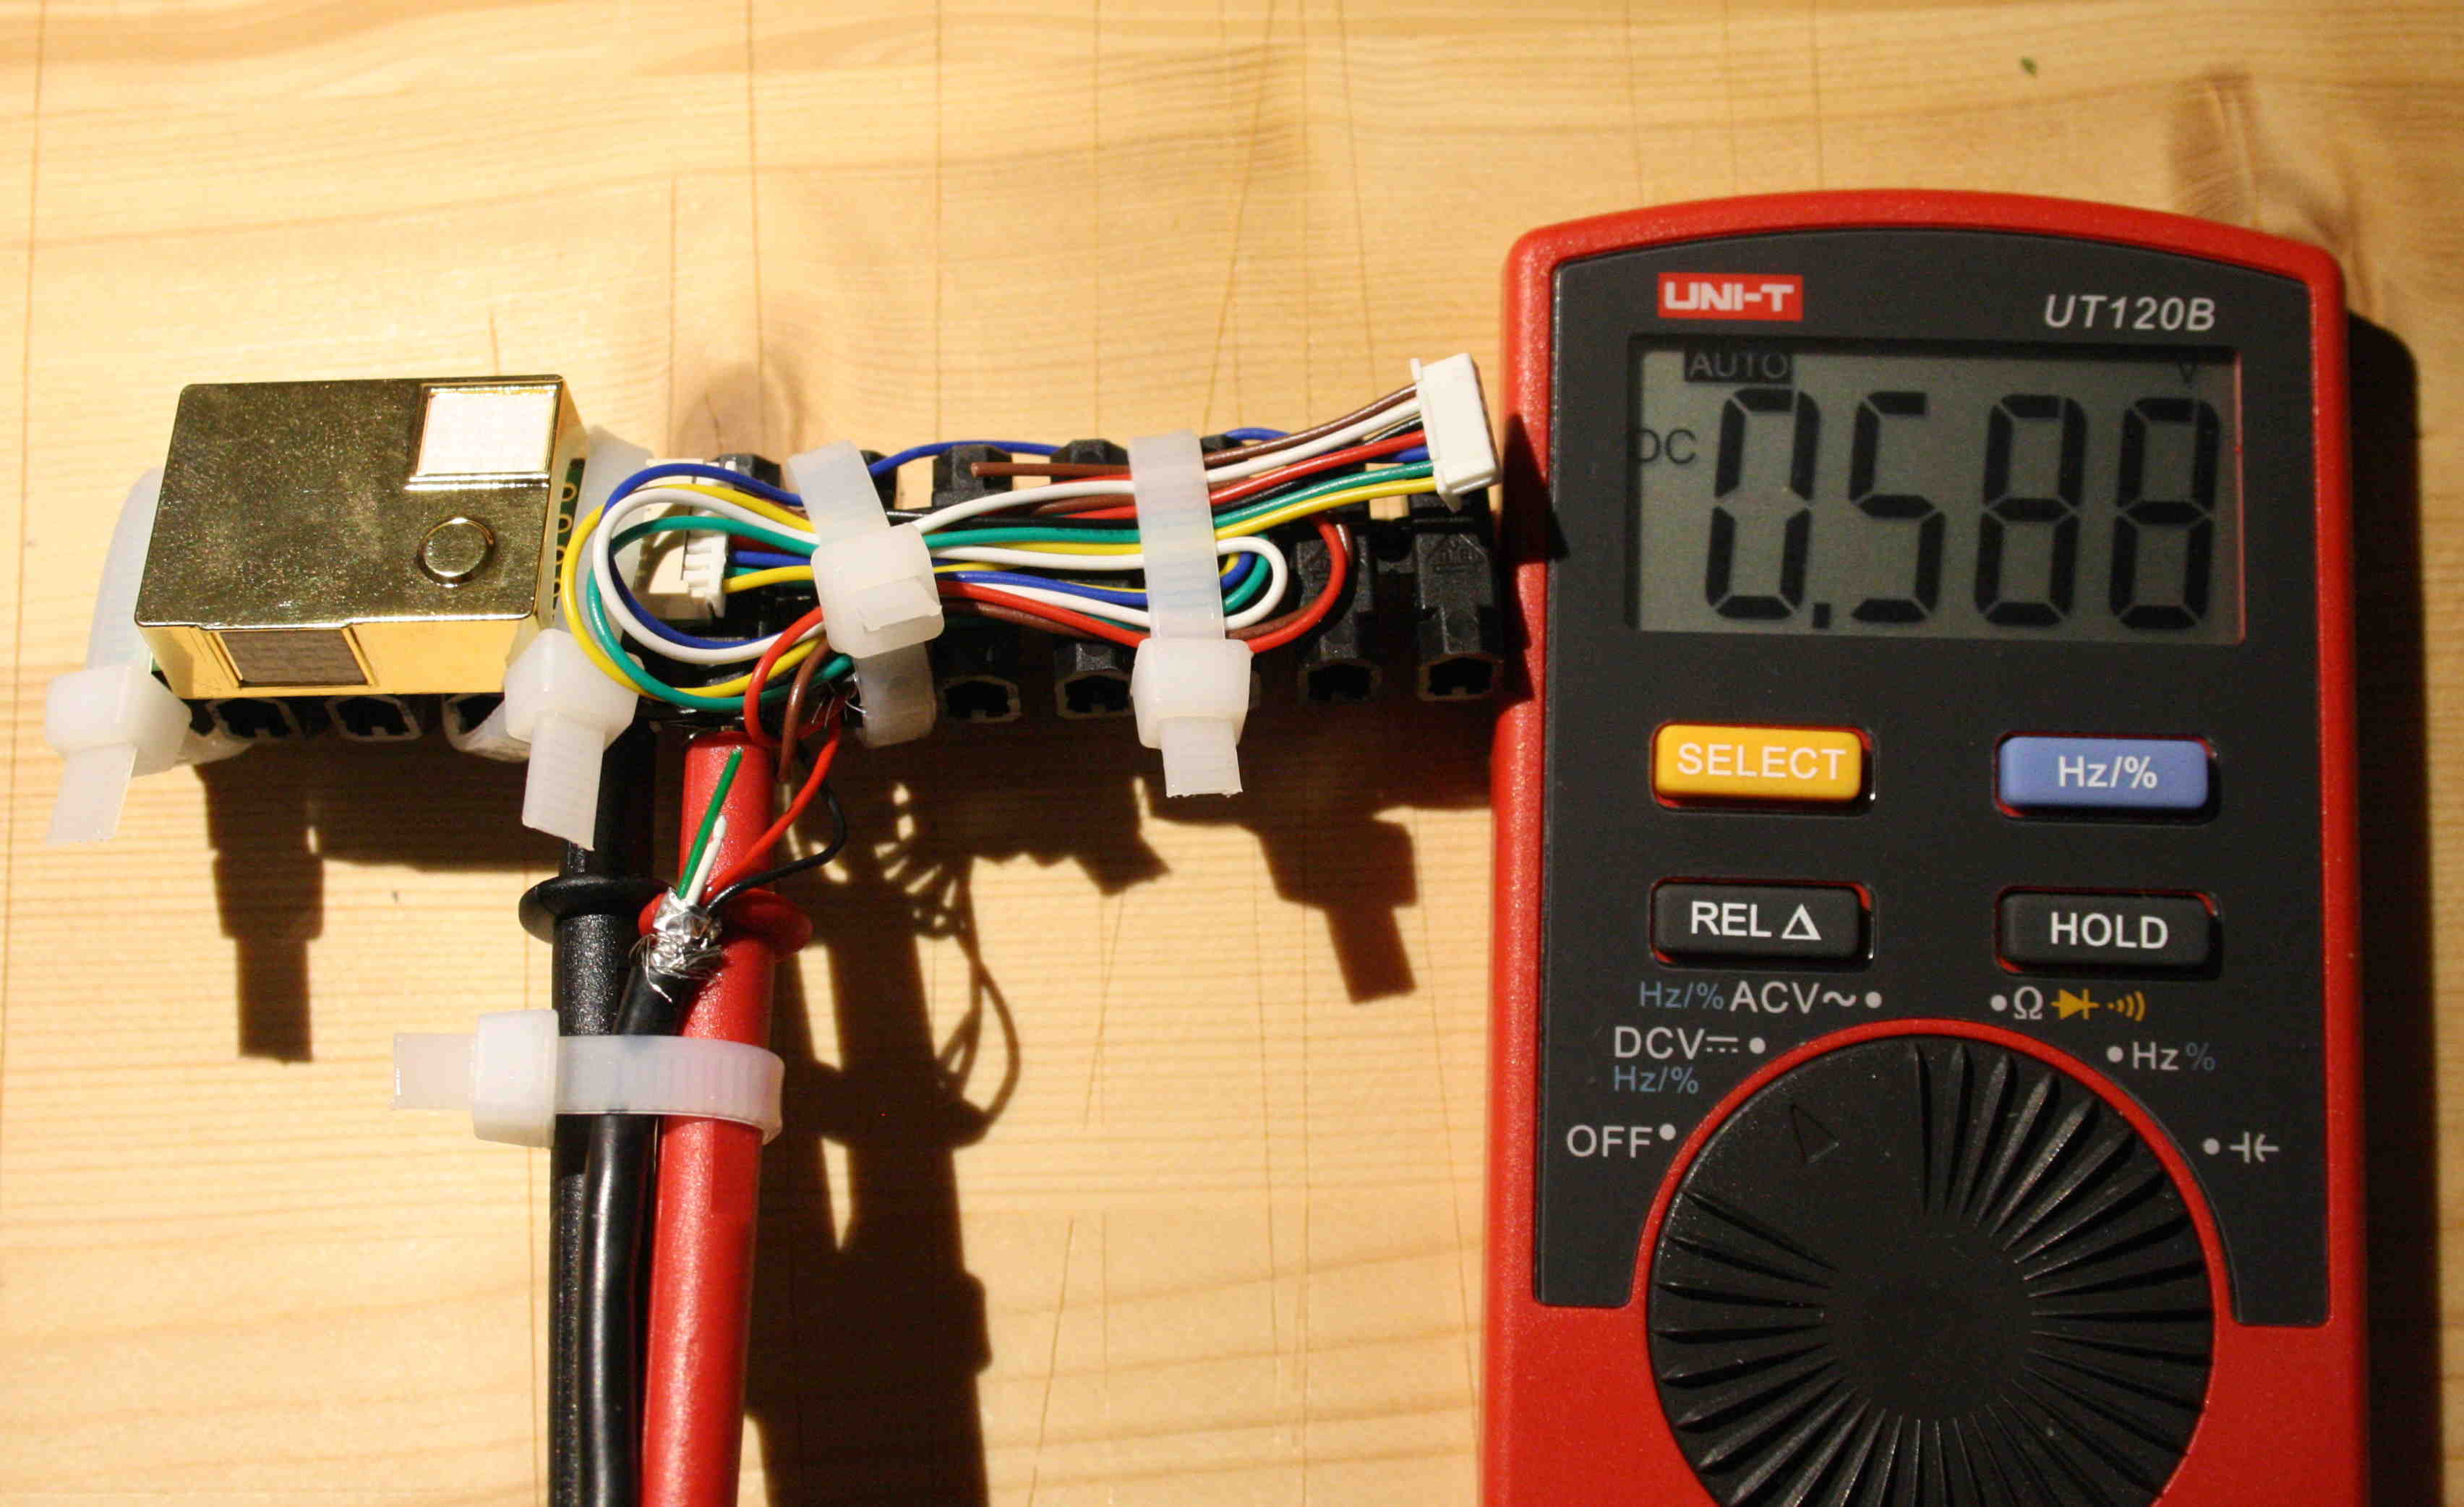 UNI-T
UT120B
AUTO
V
DC
0.588
SELECT
Hz/%
REL Δ
HOLD
Hz/% ACV~
Ω
DCV⎓
Hz/%
Hz %
OFF